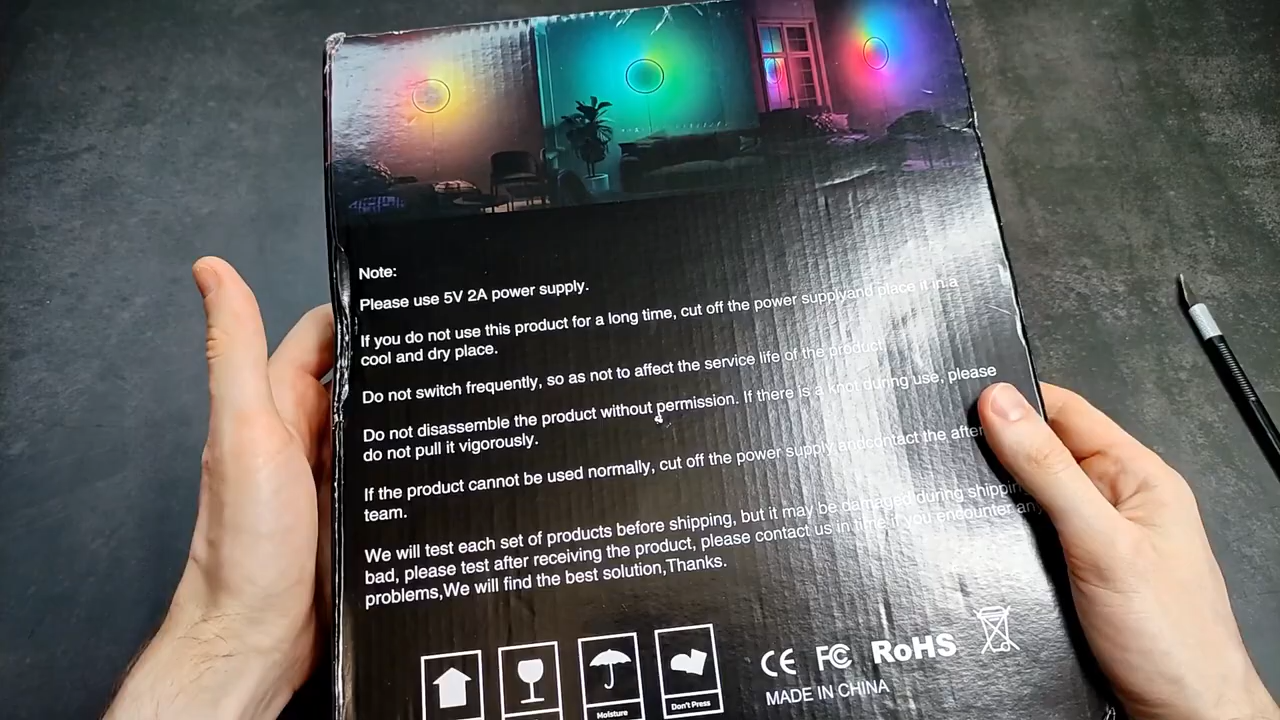 Note:
Please use 5V 2A power supply.
If you do not use this product for a long time, cut off the power supplyand place it in a
cool and dry place.
Do not switch frequently, so as not to affect the service life of the product.
Do not disassemble the product without permission. If there is a knot during use, please
do not pull it vigorously.
If the product cannot be used normally, cut off the power supply andcontact the after
team.
We will test each set of products before shipping, but it may be damaged during shipping
bad, please test after receiving the product, please contact us in time if you encounter any
problems,We will find the best solution,Thanks.
Moisture
Don't Press
CE FC RoHS
MADE IN CHINA